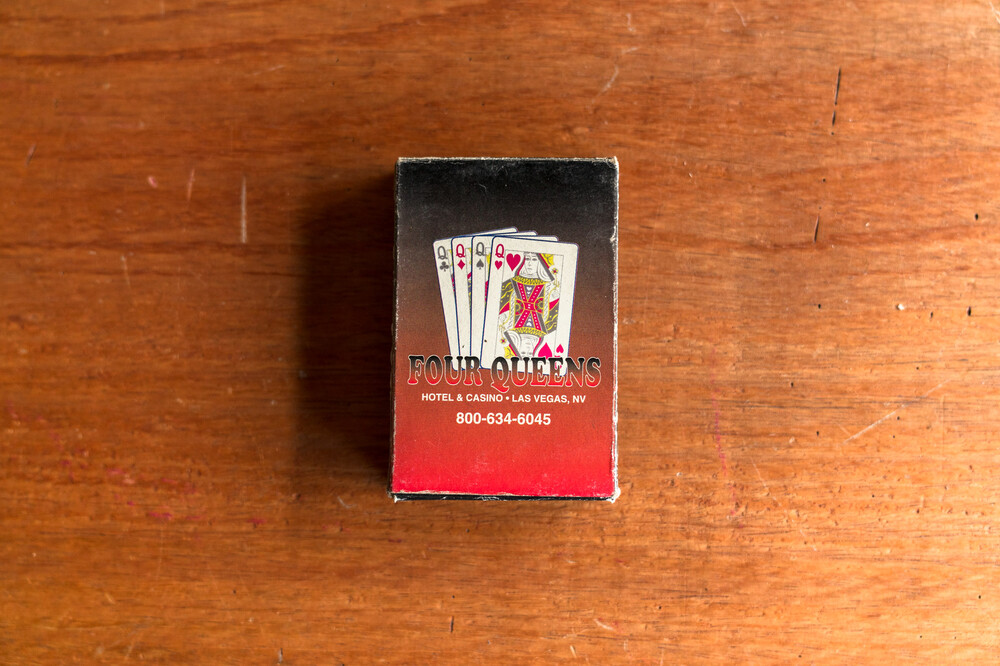 Q Q Q Q
FOUR QUEENS
HOTEL & CASINO • LAS VEGAS, NV
800-634-6045